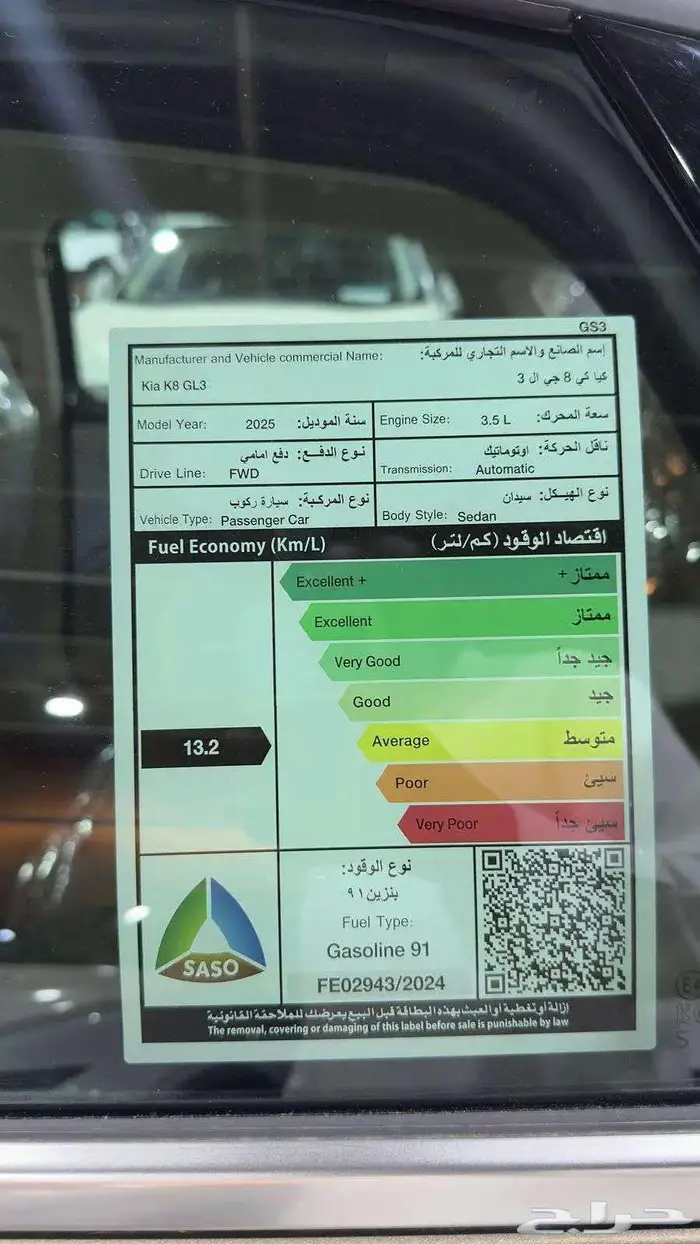 GS3
Manufacturer and Vehicle commercial Name: إسم الصانع والاسم التجاري للمركبة:
Kia K8 GL3 كيا كي 8 جي ال 3
Model Year: 2025 سنة الموديل:
Engine Size: 3.5 L سعة المحرك:
نوع الدفع: دفع امامي
Drive Line: FWD
ناقل الحركة: اوتوماتيك
Transmission: Automatic
نوع المركبة: سيارة ركوب
Vehicle Type: Passenger Car
نوع الهيكل: سيدان
Body Style: Sedan
Fuel Economy (Km/L) اقتصاد الوقود (كم/لتر)
Excellent + ممتاز +
Excellent ممتاز
Very Good جيد جداً
Good جيد
13.2
Average متوسط
Poor سيئ
Very Poor سيئ جداً
SASO
نوع الوقود:
بنزين ٩١
Fuel Type:
Gasoline 91
FE02943/2024
إزالة أو تغطية أو العبث بهذه البطاقة قبل البيع يعرضك للملاحقة القانونية
The removal, covering or damaging of this label before sale is punishable by law
حراج